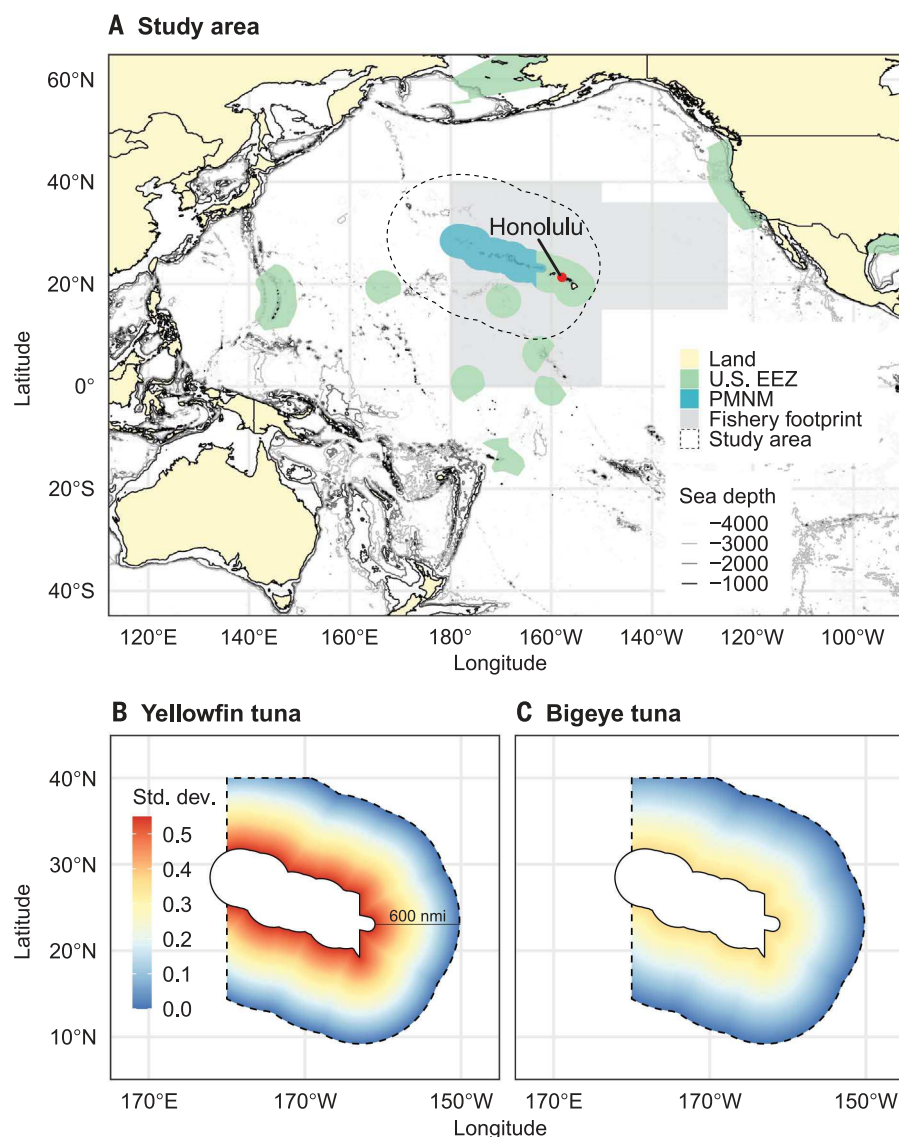 A Study area
60°N
40°N
20°N
0°
20°S
40°S
Latitude
Honolulu
Land
U.S. EEZ
PMNM
Fishery footprint
Study area
Sea depth
−4000
−3000
−2000
−1000
120°E
140°E
160°E
180°
160°W
140°W
120°W
100°W
Longitude
B Yellowfin tuna
C Bigeye tuna
40°N
30°N
20°N
10°N
Latitude
Std. dev.
0.5
0.4
0.3
0.2
0.1
0.0
600 nmi
170°E
170°W
150°W
170°E
170°W
150°W
Longitude
Longitude